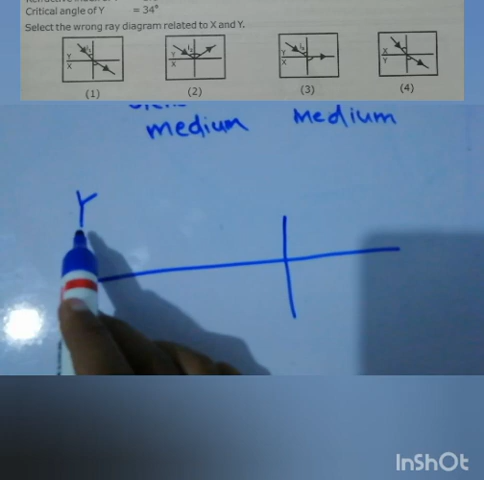 Critical angle of Y = 34°
Select the wrong ray diagram related to X and Y.
Y
X
Y
X
Y
X
X
Y
(1) (2) (3) (4)
medium Medium
Y
InShOt